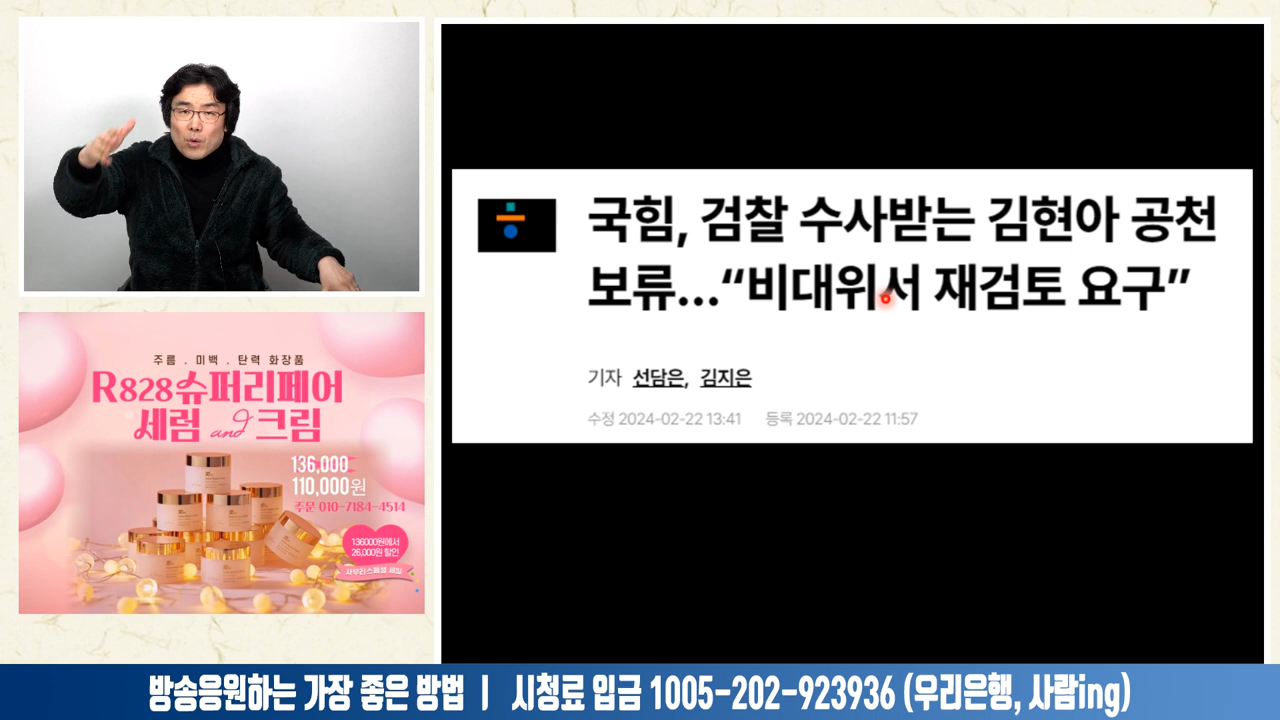 국힘, 검찰 수사받는 김현아 공천
보류…“비대위서 재검토 요구”
기자 선담은, 김지은
수정 2024-02-22 13:41 등록 2024-02-22 11:57
주름 . 미백 . 탄력 화장품
R828슈퍼리페어
세럼 and 크림
136,000
110,000원
주문 010-7184-4514
136000원에서
26,000원 할인
방송응원하는 가장 좋은 방법 ㅣ 시청료 입금 1005-202-923936 (우리은행, 사람ing)